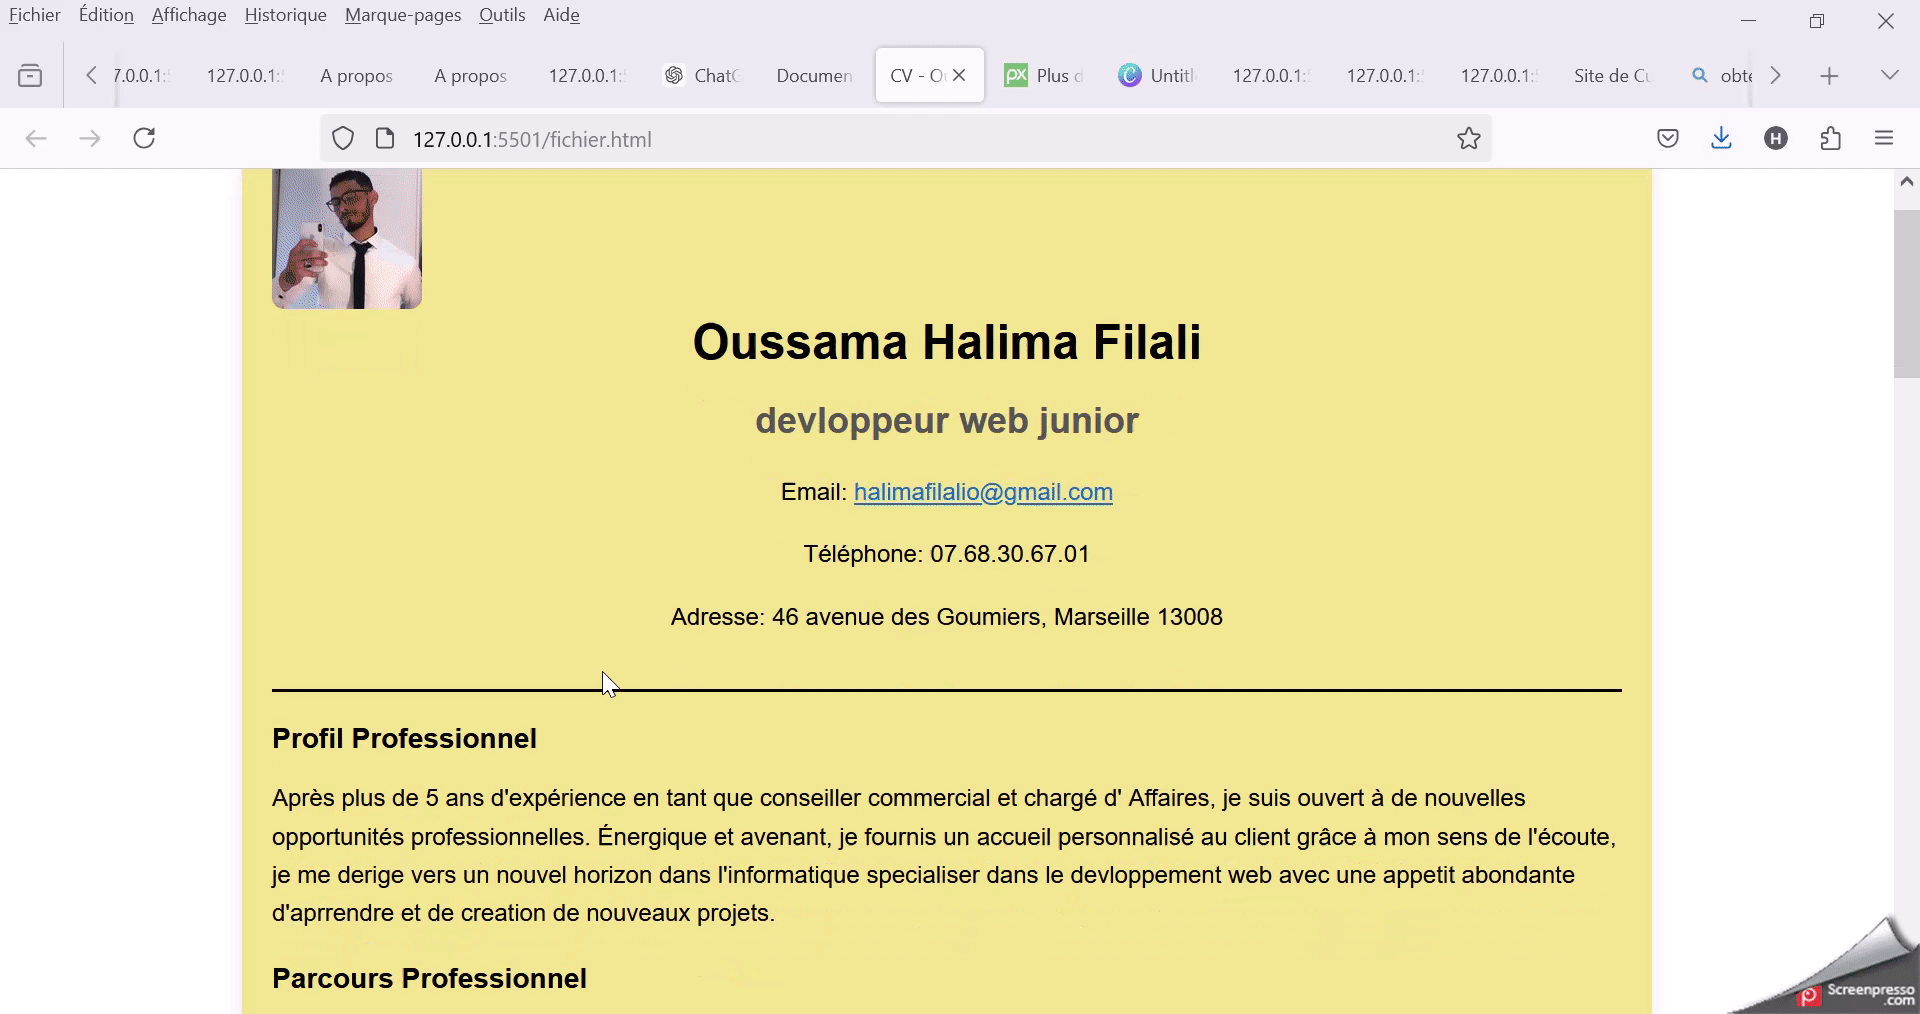 Fichier Édition Affichage Historique Marque-pages Outils Aide
7.0.0.1: 127.0.0.1: A propos A propos 127.0.0.1: ChatG Documen CV - Ou Plus d Untitl 127.0.0.1: 127.0.0.1: 127.0.0.1: Site de Cu obte
127.0.0.1:5501/fichier.html
H
Oussama Halima Filali
devloppeur web junior
Email: halimafilalio@gmail.com
Téléphone: 07.68.30.67.01
Adresse: 46 avenue des Goumiers, Marseille 13008
Profil Professionnel
Après plus de 5 ans d'expérience en tant que conseiller commercial et chargé d' Affaires, je suis ouvert à de nouvelles
opportunités professionnelles. Énergique et avenant, je fournis un accueil personnalisé au client grâce à mon sens de l'écoute,
je me derige vers un nouvel horizon dans l'informatique specialiser dans le devloppement web avec une appetit abondante
d'aprrendre et de creation de nouveaux projets.
Parcours Professionnel
Screenpresso
.com